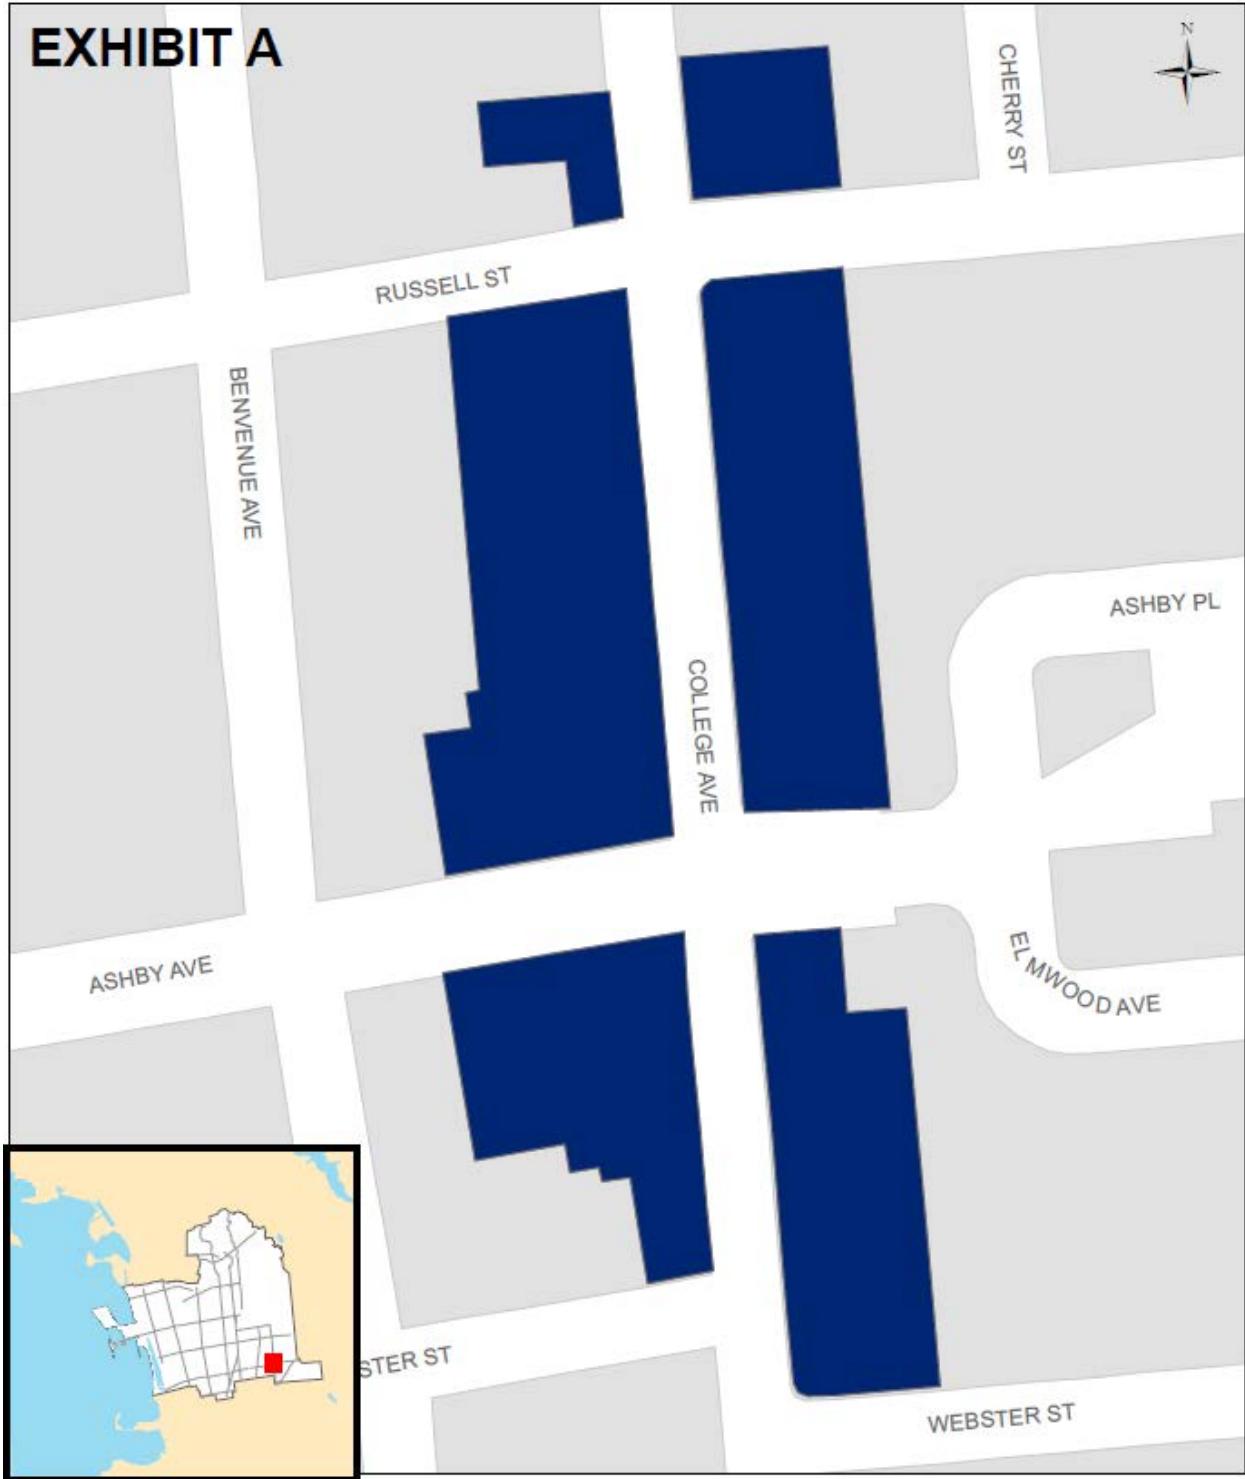 EXHIBIT A
N
CHERRY ST
RUSSELL ST
BENVENUE AVE
ASHBY PL
COLLEGE AVE
ASHBY AVE
ELMWOOD AVE
STER ST
WEBSTER ST